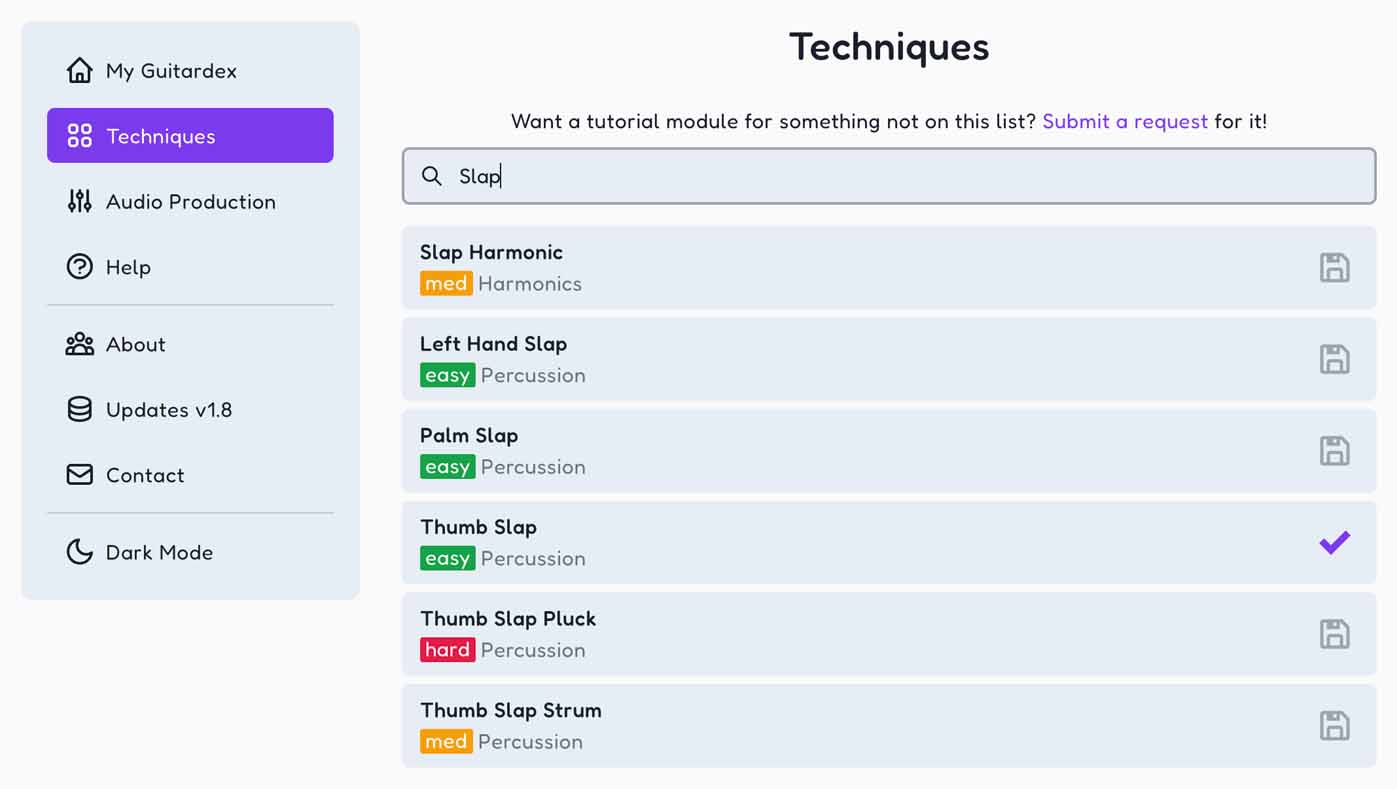 My Guitardex
Techniques
Audio Production
Help
About
Updates v1.8
Contact
Dark Mode
Techniques
Want a tutorial module for something not on this list? Submit a request for it!
Slap
Slap Harmonic
med Harmonics
Left Hand Slap
easy Percussion
Palm Slap
easy Percussion
Thumb Slap
easy Percussion
Thumb Slap Pluck
hard Percussion
Thumb Slap Strum
med Percussion